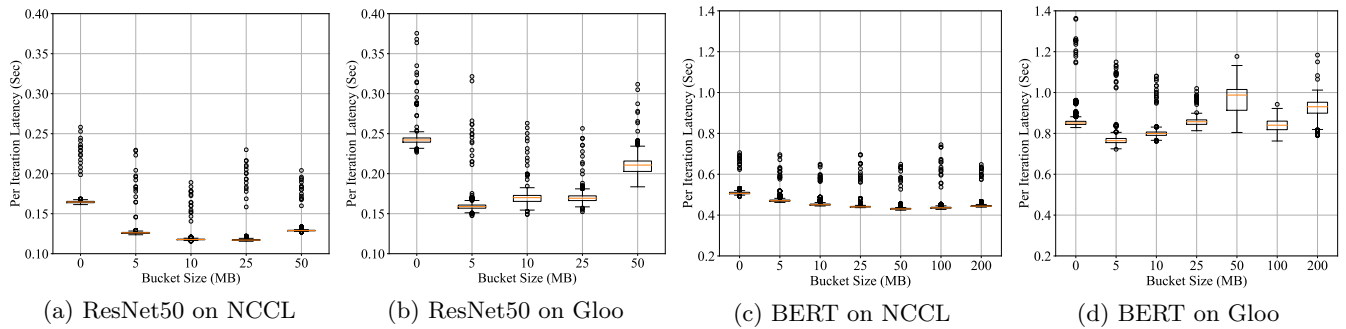 0.40
0.35
0.30
0.25
0.20
0.15
0.10
Per Iteration Latency (Sec)
0 5 10 25 50
Bucket Size (MB)
(a) ResNet50 on NCCL
0.40
0.35
0.30
0.25
0.20
0.15
0.10
Per Iteration Latency (Sec)
0 5 10 25 50
Bucket Size (MB)
(b) ResNet50 on Gloo
1.4
1.2
1.0
0.8
0.6
0.4
0.2
Per Iteration Latency (Sec)
0 5 10 25 50 100 200
Bucket Size (MB)
(c) BERT on NCCL
1.4
1.2
1.0
0.8
0.6
0.4
0.2
Per Iteration Latency (Sec)
0 5 10 25 50 100 200
Bucket Size (MB)
(d) BERT on Gloo